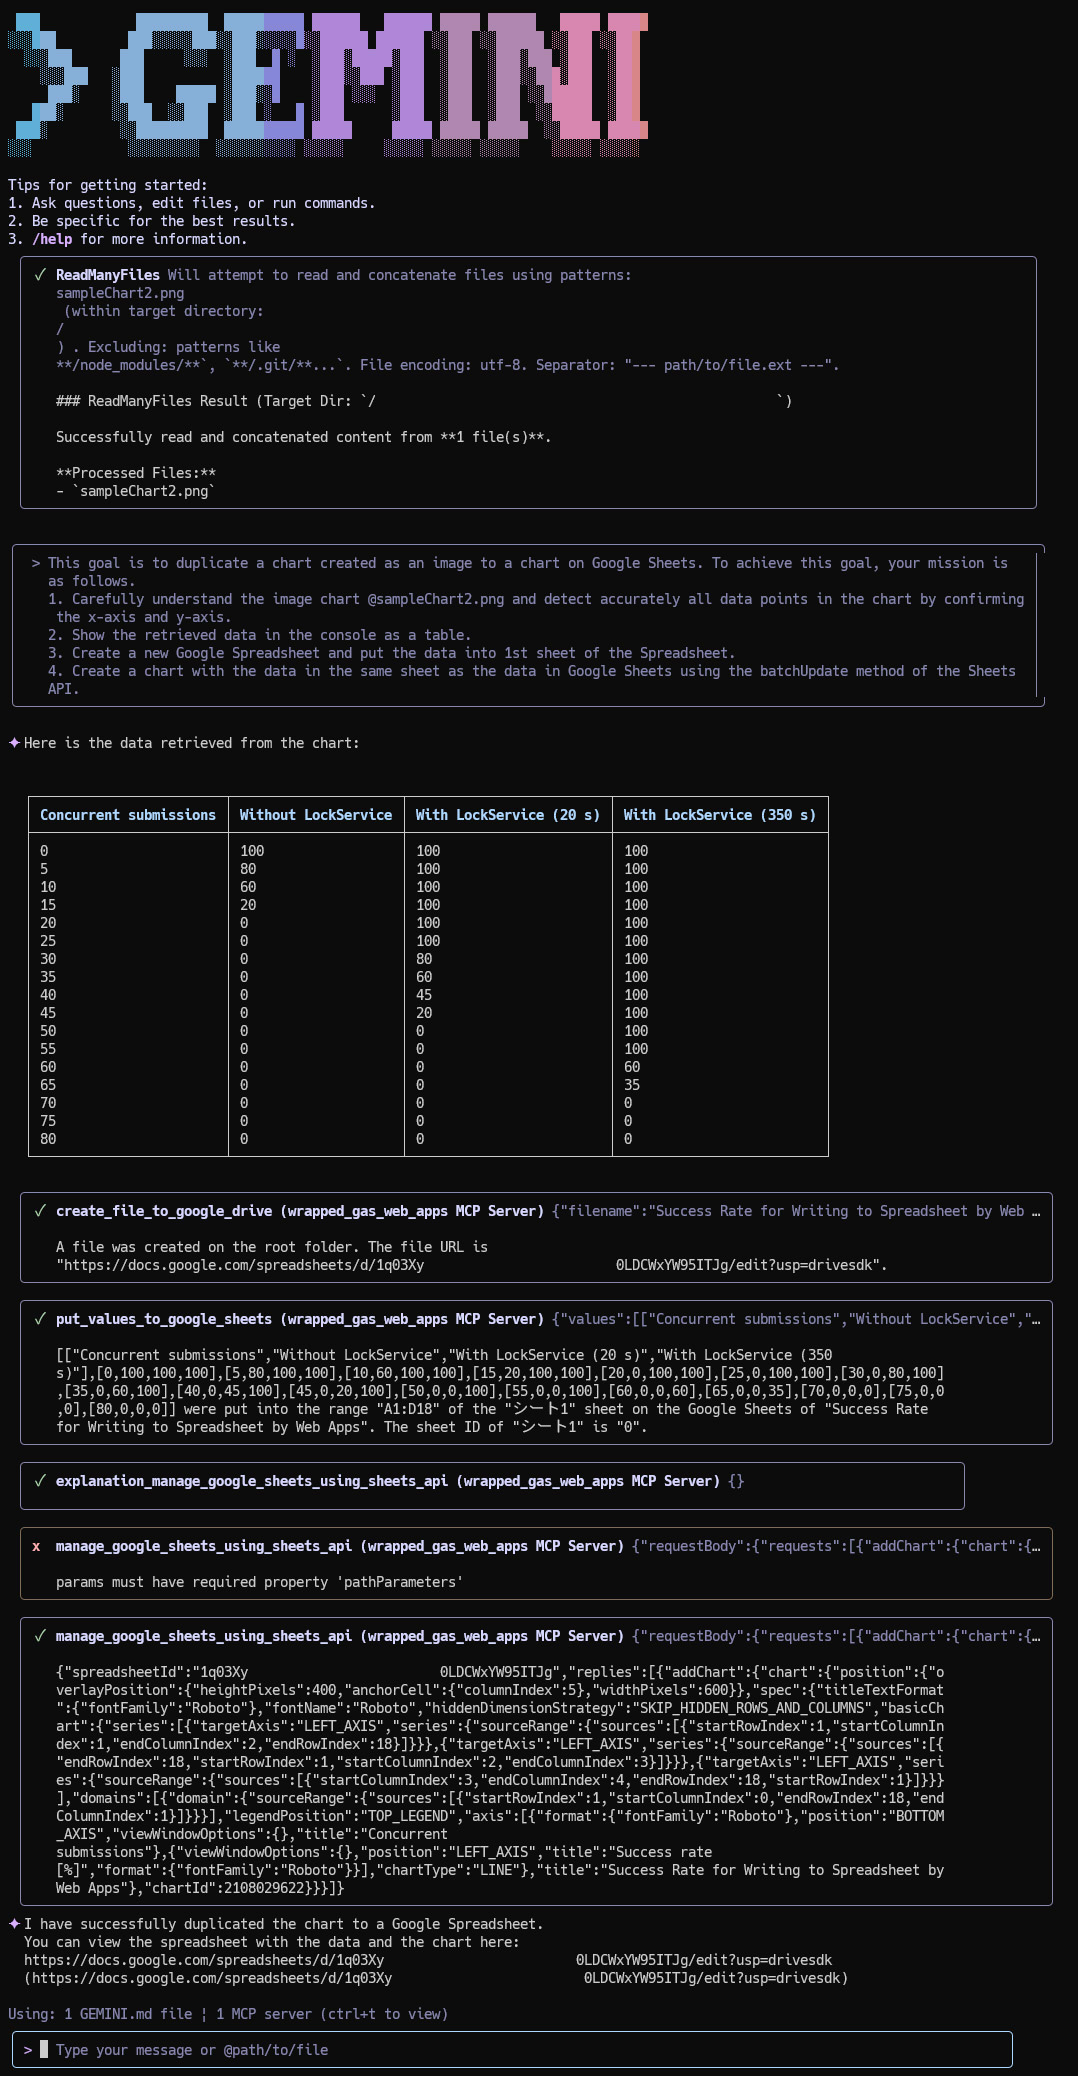 > GEMINI
Tips for getting started:
1. Ask questions, edit files, or run commands.
2. Be specific for the best results.
3. /help for more information.
✓ ReadManyFiles Will attempt to read and concatenate files using patterns:
sampleChart2.png
(within target directory:
/
) . Excluding: patterns like
**/node_modules/**`, `**/.git/**...`. File encoding: utf-8. Separator: "--- path/to/file.ext ---".
### ReadManyFiles Result (Target Dir: `/ `)
Successfully read and concatenated content from **1 file(s)**.
**Processed Files:**
- `sampleChart2.png`
> This goal is to duplicate a chart created as an image to a chart on Google Sheets. To achieve this goal, your mission is
as follows.
1. Carefully understand the image chart @sampleChart2.png and detect accurately all data points in the chart by confirming
the x-axis and y-axis.
2. Show the retrieved data in the console as a table.
3. Create a new Google Spreadsheet and put the data into 1st sheet of the Spreadsheet.
4. Create a chart with the data in the same sheet as the data in Google Sheets using the batchUpdate method of the Sheets
API.
✦ Here is the data retrieved from the chart:
Concurrent submissions Without LockService With LockService (20 s) With LockService (350 s)
0 100 100 100
5 80 100 100
10 60 100 100
15 20 100 100
20 0 100 100
25 0 100 100
30 0 80 100
35 0 60 100
40 0 45 100
45 0 20 100
50 0 0 100
55 0 0 100
60 0 0 60
65 0 0 35
70 0 0 0
75 0 0 0
80 0 0 0
✓ create_file_to_google_drive (wrapped_gas_web_apps MCP Server) {"filename":"Success Rate for Writing to Spreadsheet by Web …
A file was created on the root folder. The file URL is
"https://docs.google.com/spreadsheets/d/1q03Xy 0LDCWxYW95ITJg/edit?usp=drivesdk".
✓ put_values_to_google_sheets (wrapped_gas_web_apps MCP Server) {"values":[["Concurrent submissions","Without LockService","…
[["Concurrent submissions","Without LockService","With LockService (20 s)","With LockService (350
s)"],[0,100,100,100],[5,80,100,100],[10,60,100,100],[15,20,100,100],[20,0,100,100],[25,0,100,100],[30,0,80,100]
,[35,0,60,100],[40,0,45,100],[45,0,20,100],[50,0,0,100],[55,0,0,100],[60,0,0,60],[65,0,0,35],[70,0,0,0],[75,0,0
,0],[80,0,0,0]] were put into the range "A1:D18" of the "シート1" sheet on the Google Sheets of "Success Rate
for Writing to Spreadsheet by Web Apps". The sheet ID of "シート1" is "0".
✓ explanation_manage_google_sheets_using_sheets_api (wrapped_gas_web_apps MCP Server) {}
x manage_google_sheets_using_sheets_api (wrapped_gas_web_apps MCP Server) {"requestBody":{"requests":[{"addChart":{"chart":{…
params must have required property 'pathParameters'
✓ manage_google_sheets_using_sheets_api (wrapped_gas_web_apps MCP Server) {"requestBody":{"requests":[{"addChart":{"chart":{…
{"spreadsheetId":"1q03Xy 0LDCWxYW95ITJg","replies":[{"addChart":{"chart":{"position":{"o
verlayPosition":{"heightPixels":400,"anchorCell":{"columnIndex":5},"widthPixels":600}},"spec":{"titleTextFormat
":{"fontFamily":"Roboto"},"fontName":"Roboto","hiddenDimensionStrategy":"SKIP_HIDDEN_ROWS_AND_COLUMNS","basicCh
art":{"series":[{"targetAxis":"LEFT_AXIS","series":{"sourceRange":{"sources":[{"startRowIndex":1,"startColumnIn
dex":1,"endColumnIndex":2,"endRowIndex":18}]}}},{"targetAxis":"LEFT_AXIS","series":{"sourceRange":{"sources":[{
"endRowIndex":18,"startRowIndex":1,"startColumnIndex":2,"endColumnIndex":3}]}}},{"targetAxis":"LEFT_AXIS","seri
es":{"sourceRange":{"sources":[{"startColumnIndex":3,"endColumnIndex":4,"endRowIndex":18,"startRowIndex":1}]}}}
],"domains":[{"domain":{"sourceRange":{"sources":[{"startRowIndex":1,"startColumnIndex":0,"endRowIndex":18,"end
ColumnIndex":1}]}}}],"legendPosition":"TOP_LEGEND","axis":[{"format":{"fontFamily":"Roboto"},"position":"BOTTOM
_AXIS","viewWindowOptions":{},"title":"Concurrent
submissions"},{"viewWindowOptions":{},"position":"LEFT_AXIS","title":"Success rate
[%]","format":{"fontFamily":"Roboto"}}],"chartType":"LINE"},"title":"Success Rate for Writing to Spreadsheet by
Web Apps"},"chartId":2108029622}}}]}
✦ I have successfully duplicated the chart to a Google Spreadsheet.
You can view the spreadsheet with the data and the chart here:
https://docs.google.com/spreadsheets/d/1q03Xy 0LDCWxYW95ITJg/edit?usp=drivesdk
(https://docs.google.com/spreadsheets/d/1q03Xy 0LDCWxYW95ITJg/edit?usp=drivesdk)
Using: 1 GEMINI.md file ¦ 1 MCP server (ctrl+t to view)
> Type your message or @path/to/file